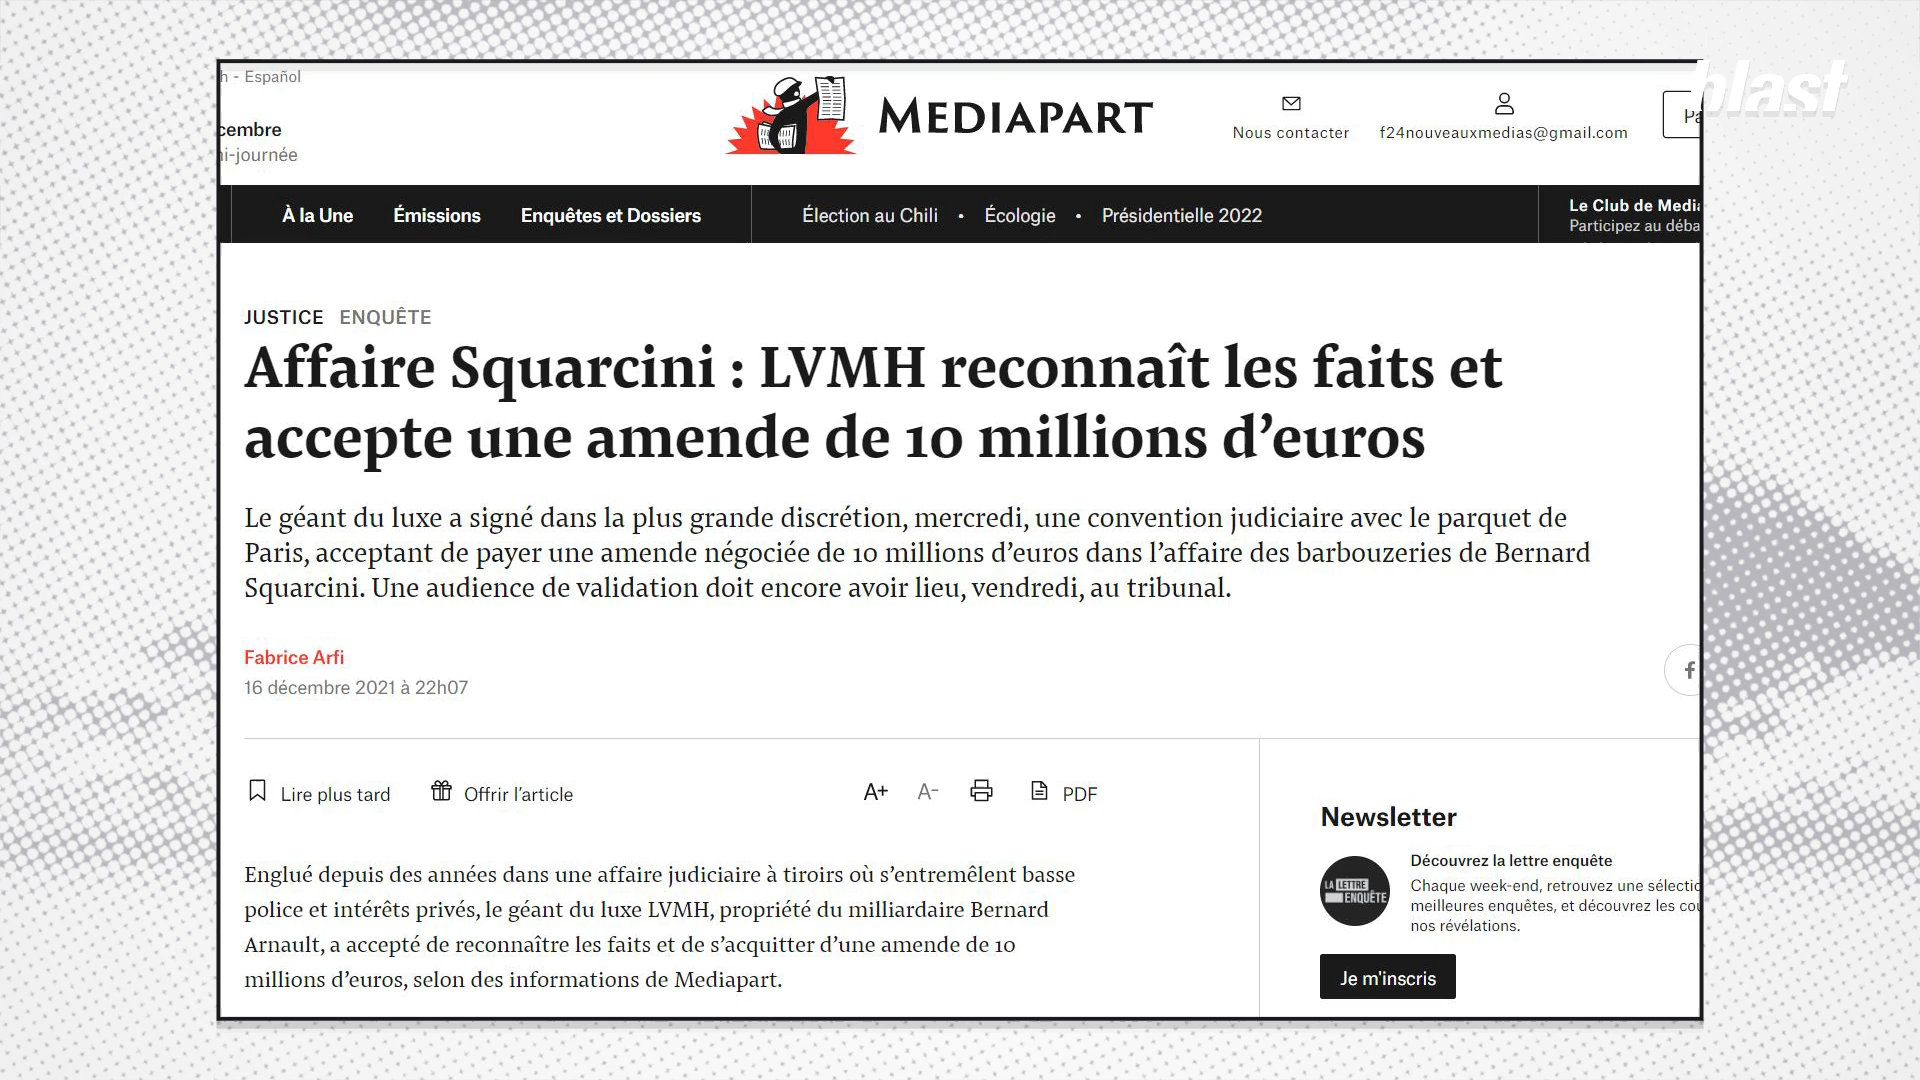 h - Español
blast
cembre
ni-journée
MEDIAPART
Nous contacter
f24nouveauxmedias@gmail.com
À la Une
Émissions
Enquêtes et Dossiers
Élection au Chili • Écologie • Présidentielle 2022
Le Club de Media
Participez au déba
JUSTICE ENQUÊTE
Affaire Squarcini : LVMH reconnaît les faits et
accepte une amende de 10 millions d’euros
Le géant du luxe a signé dans la plus grande discrétion, mercredi, une convention judiciaire avec le parquet de
Paris, acceptant de payer une amende négociée de 10 millions d’euros dans l’affaire des barbouzeries de Bernard
Squarcini. Une audience de validation doit encore avoir lieu, vendredi, au tribunal.
Fabrice Arfi
16 décembre 2021 à 22h07
Lire plus tard
Offrir l’article
A+
A-
PDF
Englué depuis des années dans une affaire judiciaire à tiroirs où s’entremêlent basse
police et intérêts privés, le géant du luxe LVMH, propriété du milliardaire Bernard
Arnault, a accepté de reconnaître les faits et de s’acquitter d’une amende de 10
millions d’euros, selon des informations de Mediapart.
Newsletter
LA LETTRE
ENQUÊTE
Découvrez la lettre enquête
Chaque week-end, retrouvez une sélectio
meilleures enquêtes, et découvrez les cou
nos révélations.
Je m'inscris